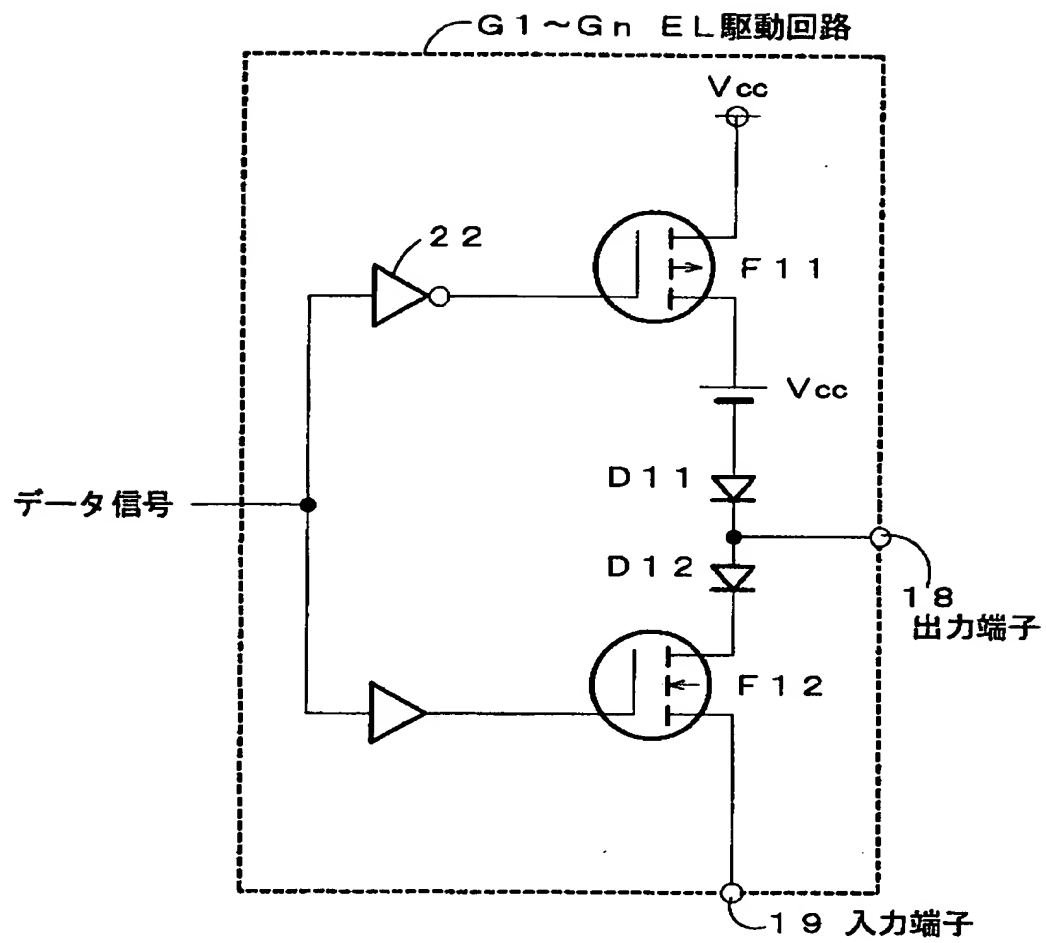 G1～Gn EL駆動回路
Vcc
22
F11
Vcc
D11
データ信号
D12
18
出力端子
F12
19 入力端子